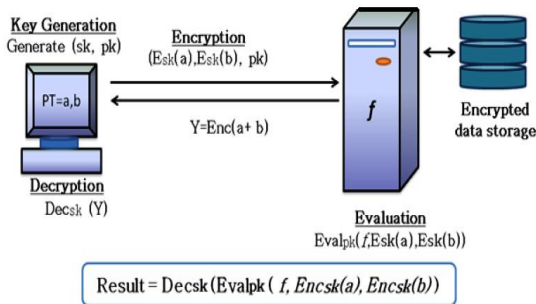 Key Generation
Generate (sk, pk)
Encryption
(Esk(a),Esk(b), pk)
PT=a,b
f
Y=Enc(a+ b)
Encrypted
data storage
Decryption
Decsk (Y)
Evaluation
Evalpk(f,Esk(a),Esk(b))
Result = Decsk(Evalpk ( f, Encsk(a), Encsk(b))